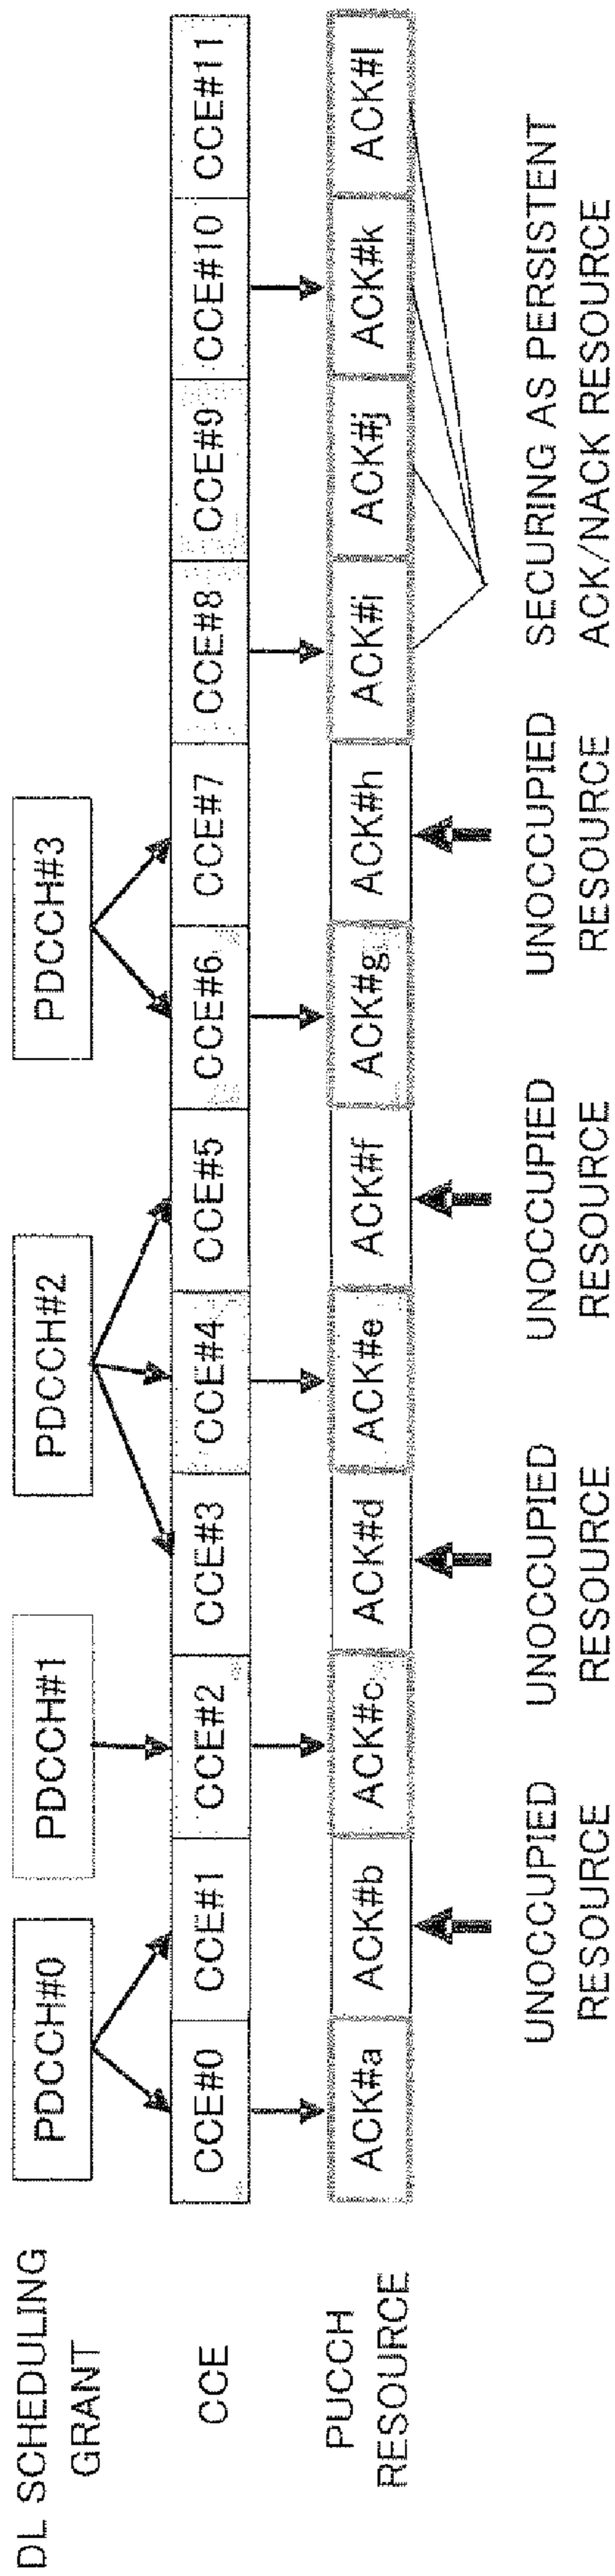 DL SCHEDULING
GRANT
PDCCH#0
PDCCH#1
PDCCH#2
PDCCH#3
CCE
CCE#0
CCE#1
CCE#2
CCE#3
CCE#4
CCE#5
CCE#6
CCE#7
CCE#8
CCE#9
CCE#10
CCE#11
PUCCH
RESOURCE
ACK#a
ACK#b
ACK#c
ACK#d
ACK#e
ACK#f
ACK#g
ACK#h
ACK#i
ACK#j
ACK#k
ACK#l
UNOCCUPIED
RESOURCE
UNOCCUPIED
RESOURCE
UNOCCUPIED
RESOURCE
UNOCCUPIED
RESOURCE
SECURING AS PERSISTENT
ACK/NACK RESOURCE